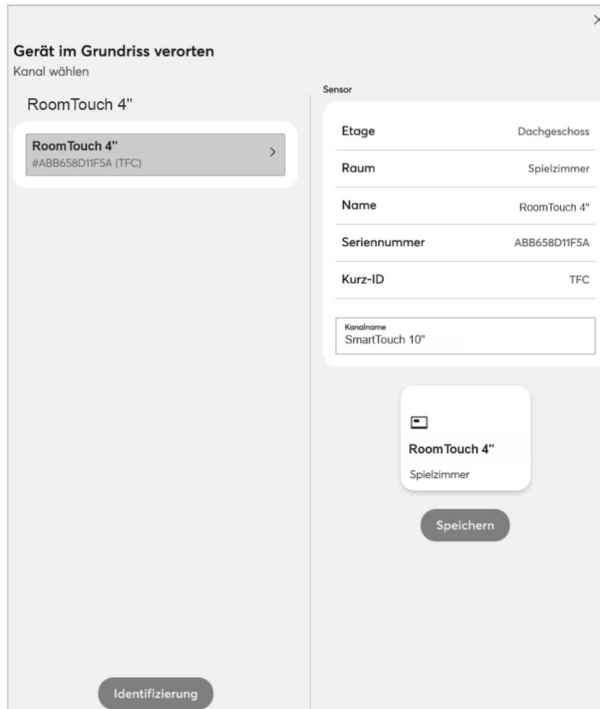 Gerät im Grundriss verorten
Kanal wählen
RoomTouch 4"
RoomTouch 4"
#ABB658D11F5A (TFC)
Identifizierung
Sensor
Etage Dachgeschoss
Raum Spielzimmer
Name RoomTouch 4"
Seriennummer ABB658D11F5A
Kurz-ID TFC
Kanalname
SmartTouch 10"
RoomTouch 4"
Spielzimmer
Speichern